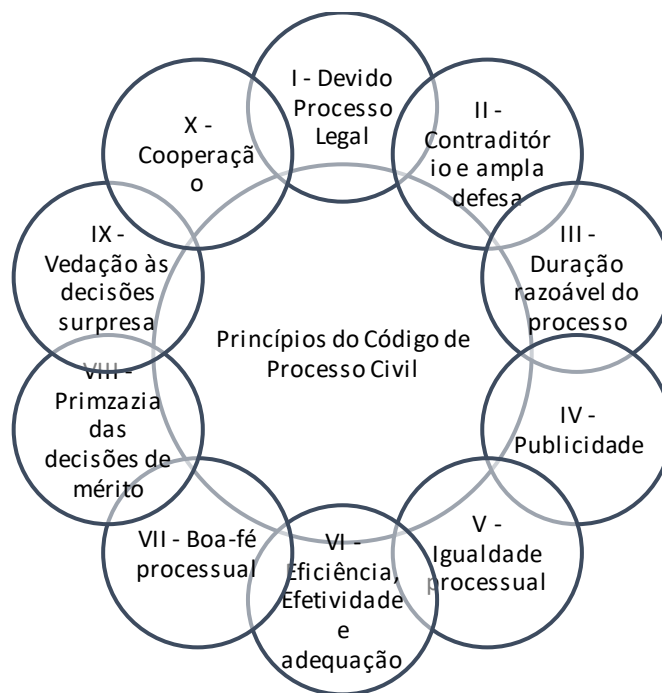 I - Devido
Processo
Legal
II -
Contraditór
io e ampla
defesa
III -
Duração
razoável do
processo
IV -
Publicidade
V -
Igualdade
processual
VI -
Eficiência,
Efetividade
e
adequação
VII - Boa-fé
processual
VIII -
Primzazia
das
decisões de
mérito
IX -
Vedação às
decisões
surpresa
X -
Cooperaçã
o
Princípios do Código de
Processo Civil